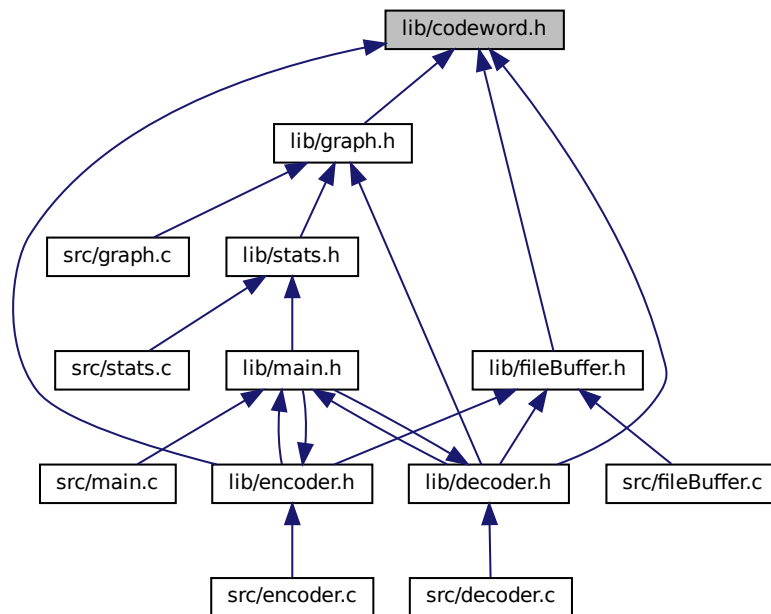 lib/codeword.h
lib/graph.h
src/graph.c
lib/stats.h
src/stats.c
lib/main.h
lib/fileBuffer.h
src/main.c
lib/encoder.h
lib/decoder.h
src/fileBuffer.c
src/encoder.c
src/decoder.c